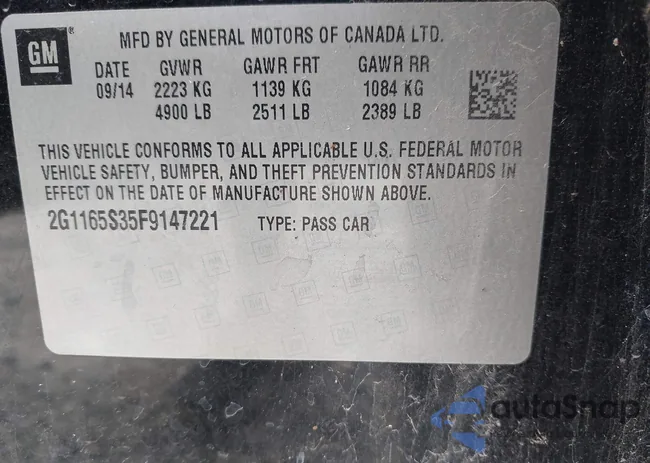 GM
MFD BY GENERAL MOTORS OF CANADA LTD.
DATE GVWR GAWR FRT GAWR RR
09/14 2223 KG 1139 KG 1084 KG
4900 LB 2511 LB 2389 LB
THIS VEHICLE CONFORMS TO ALL APPLICABLE U.S. FEDERAL MOTOR
VEHICLE SAFETY, BUMPER, AND THEFT PREVENTION STANDARDS IN
EFFECT ON THE DATE OF MANUFACTURE SHOWN ABOVE.
2G1165S35F9147221 TYPE: PASS CAR
autoSnap